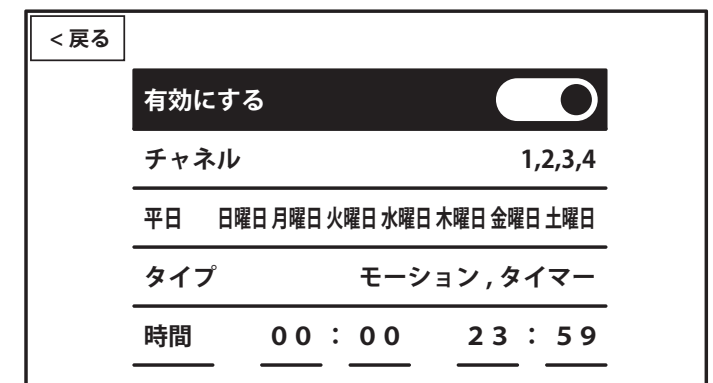 < 戻る
有効にする
チャネル 1,2,3,4
平日 日曜日 月曜日 火曜日 水曜日 木曜日 金曜日 土曜日
タイプ モーション , タイマー
時間 00 : 00 23 : 59